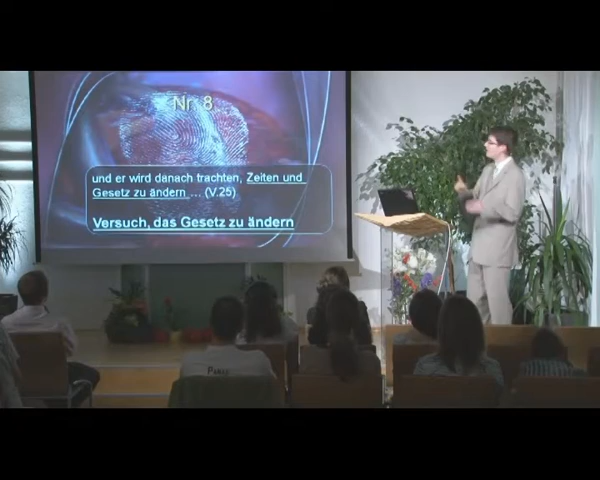 Nr. 8
und er wird danach trachten, Zeiten und
Gesetz zu ändern ... (V.25)
Versuch, das Gesetz zu ändern